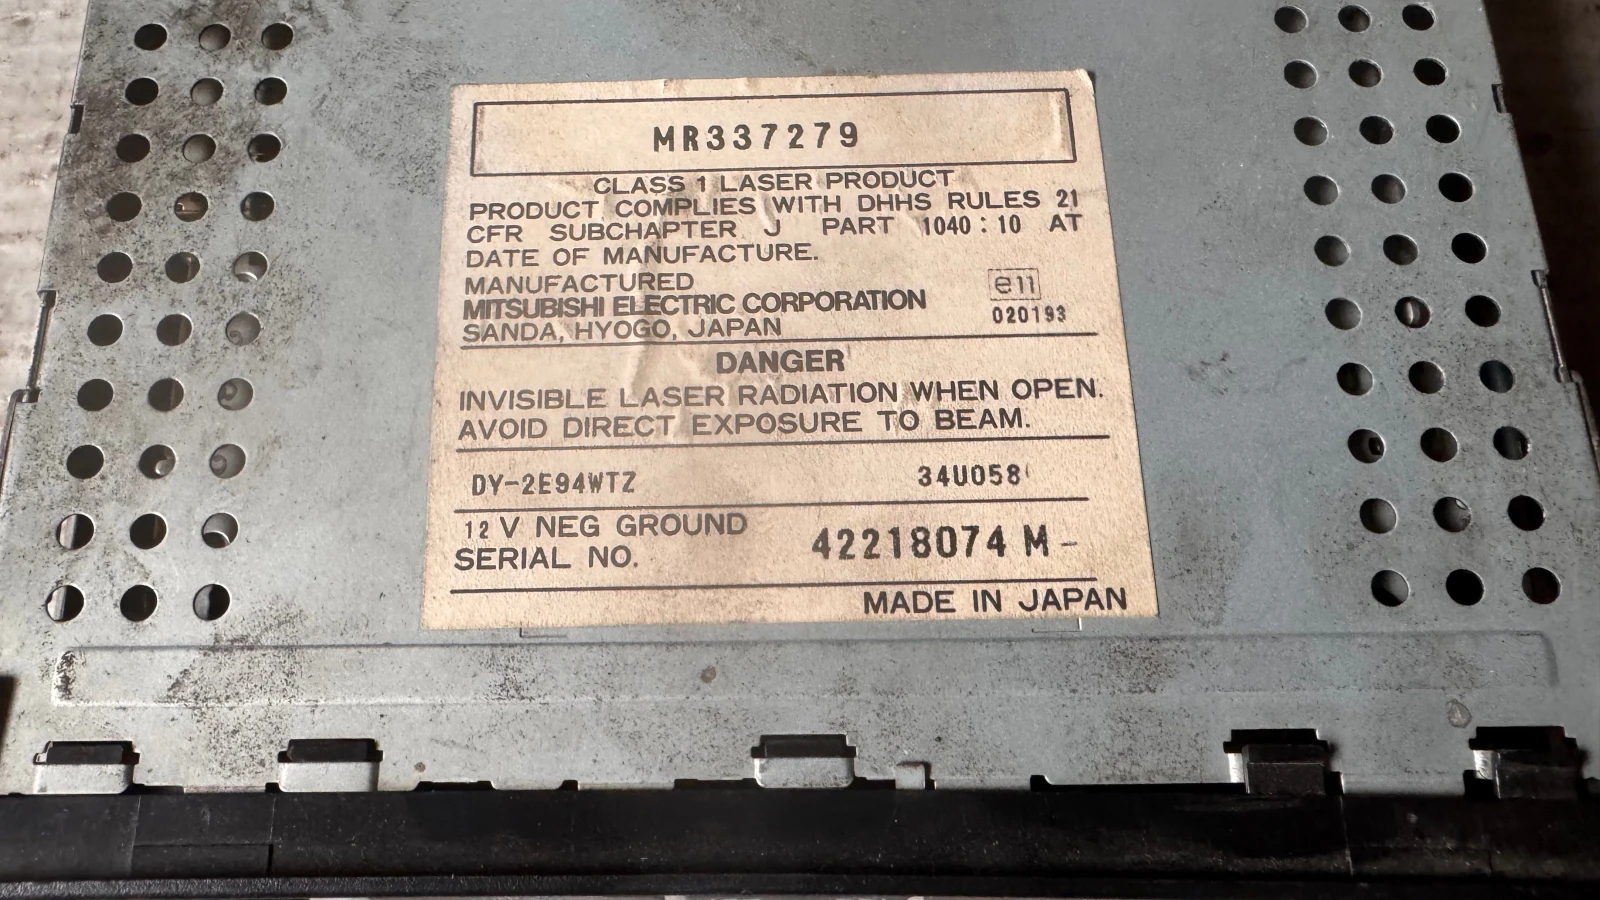 MR337279
CLASS 1 LASER PRODUCT
PRODUCT COMPLIES WITH DHHS RULES 21
CFR SUBCHAPTER J PART 1040:10 AT
DATE OF MANUFACTURE.
MANUFACTURED
MITSUBISHI ELECTRIC CORPORATION
SANDA, HYOGO, JAPAN
e11
020193
DANGER
INVISIBLE LASER RADIATION WHEN OPEN.
AVOID DIRECT EXPOSURE TO BEAM.
DY-2E94WTZ 34U058
12V NEG GROUND
SERIAL NO. 42218074 M-
MADE IN JAPAN